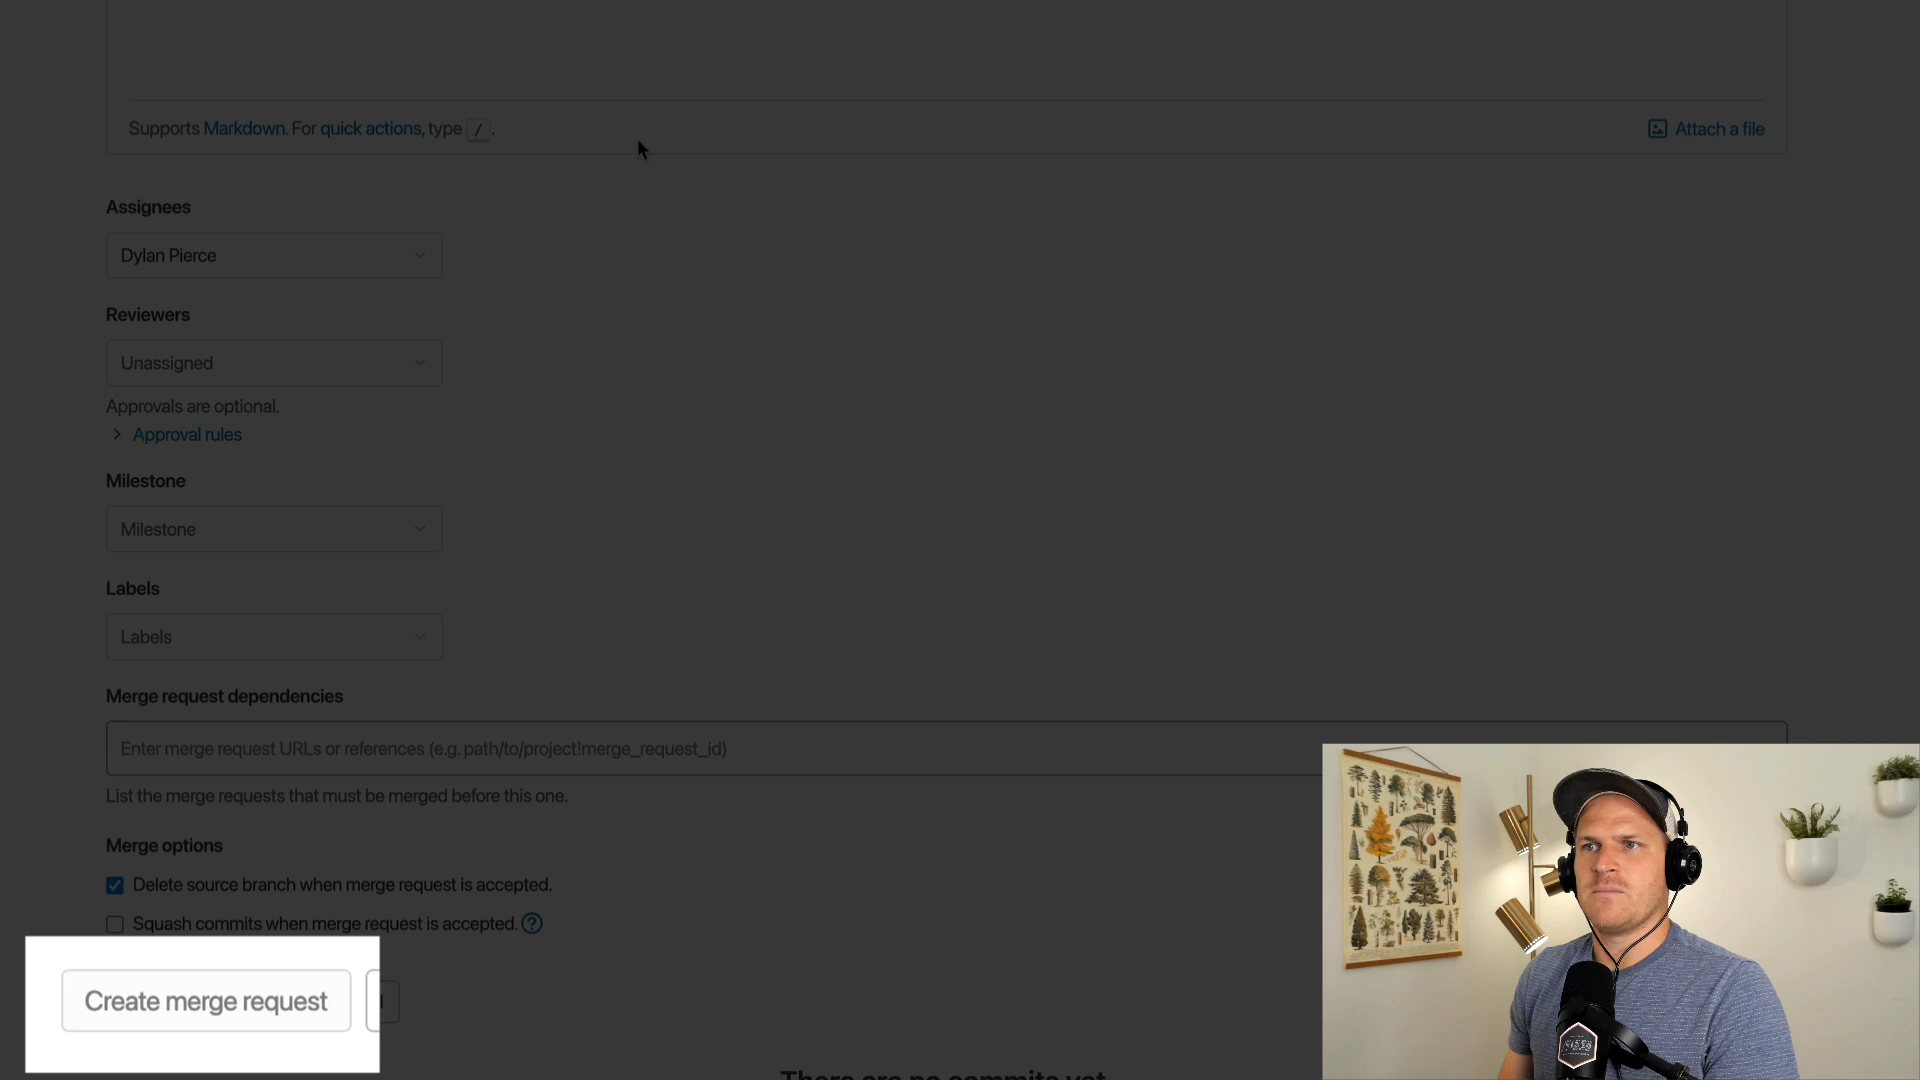 Supports Markdown. For quick actions, type /.
Attach a file
Assignees
Dylan Pierce
Reviewers
Unassigned
Approvals are optional.
Approval rules
Milestone
Milestone
Labels
Labels
Merge request dependencies
Enter merge request URLs or references (e.g. path/to/project!merge_request_id)
List the merge requests that must be merged before this one.
Merge options
Delete source branch when merge request is accepted.
Squash commits when merge request is accepted. ?
Create merge request
There are no commits yet